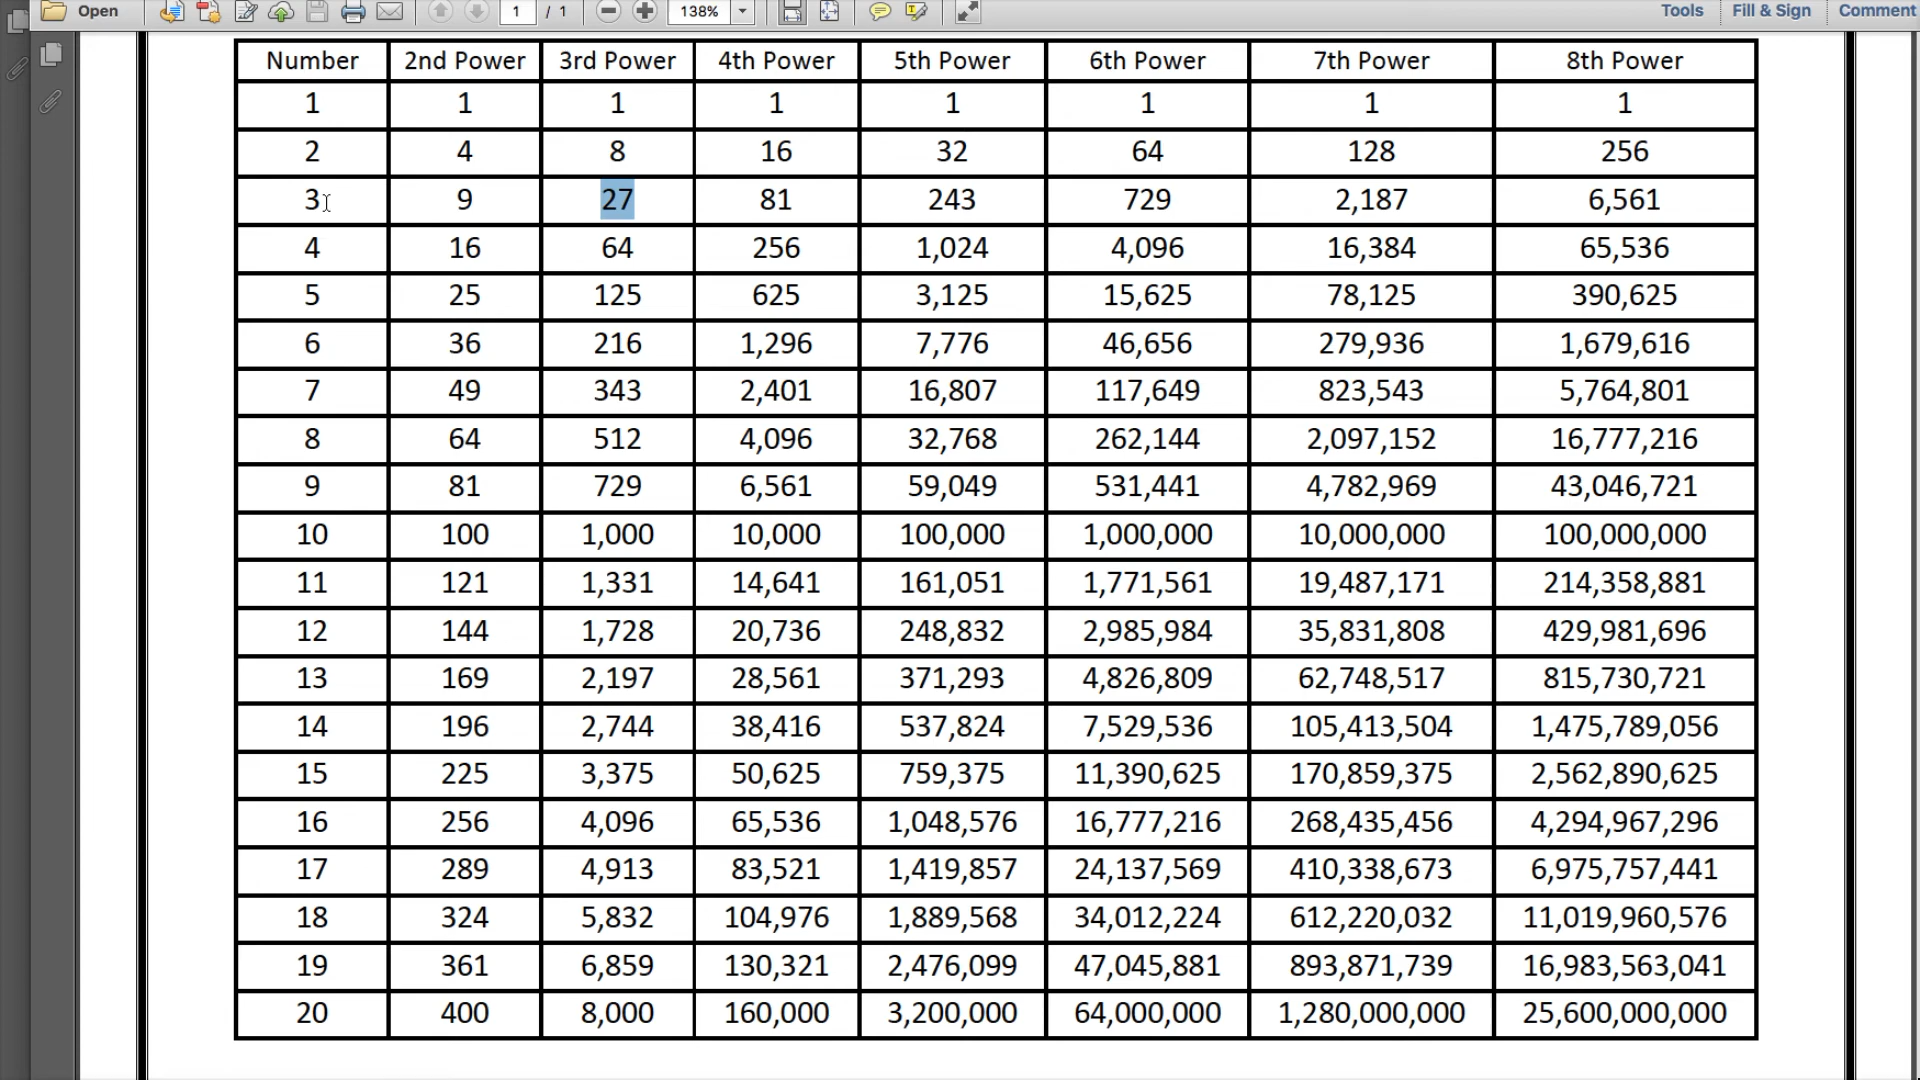 Open 1 / 1 138% Tools Fill & Sign Comment
Number 2nd Power 3rd Power 4th Power 5th Power 6th Power 7th Power 8th Power
1 1 1 1 1 1 1 1
2 4 8 16 32 64 128 256
3 9 27 81 243 729 2,187 6,561
4 16 64 256 1,024 4,096 16,384 65,536
5 25 125 625 3,125 15,625 78,125 390,625
6 36 216 1,296 7,776 46,656 279,936 1,679,616
7 49 343 2,401 16,807 117,649 823,543 5,764,801
8 64 512 4,096 32,768 262,144 2,097,152 16,777,216
9 81 729 6,561 59,049 531,441 4,782,969 43,046,721
10 100 1,000 10,000 100,000 1,000,000 10,000,000 100,000,000
11 121 1,331 14,641 161,051 1,771,561 19,487,171 214,358,881
12 144 1,728 20,736 248,832 2,985,984 35,831,808 429,981,696
13 169 2,197 28,561 371,293 4,826,809 62,748,517 815,730,721
14 196 2,744 38,416 537,824 7,529,536 105,413,504 1,475,789,056
15 225 3,375 50,625 759,375 11,390,625 170,859,375 2,562,890,625
16 256 4,096 65,536 1,048,576 16,777,216 268,435,456 4,294,967,296
17 289 4,913 83,521 1,419,857 24,137,569 410,338,673 6,975,757,441
18 324 5,832 104,976 1,889,568 34,012,224 612,220,032 11,019,960,576
19 361 6,859 130,321 2,476,099 47,045,881 893,871,739 16,983,563,041
20 400 8,000 160,000 3,200,000 64,000,000 1,280,000,000 25,600,000,000